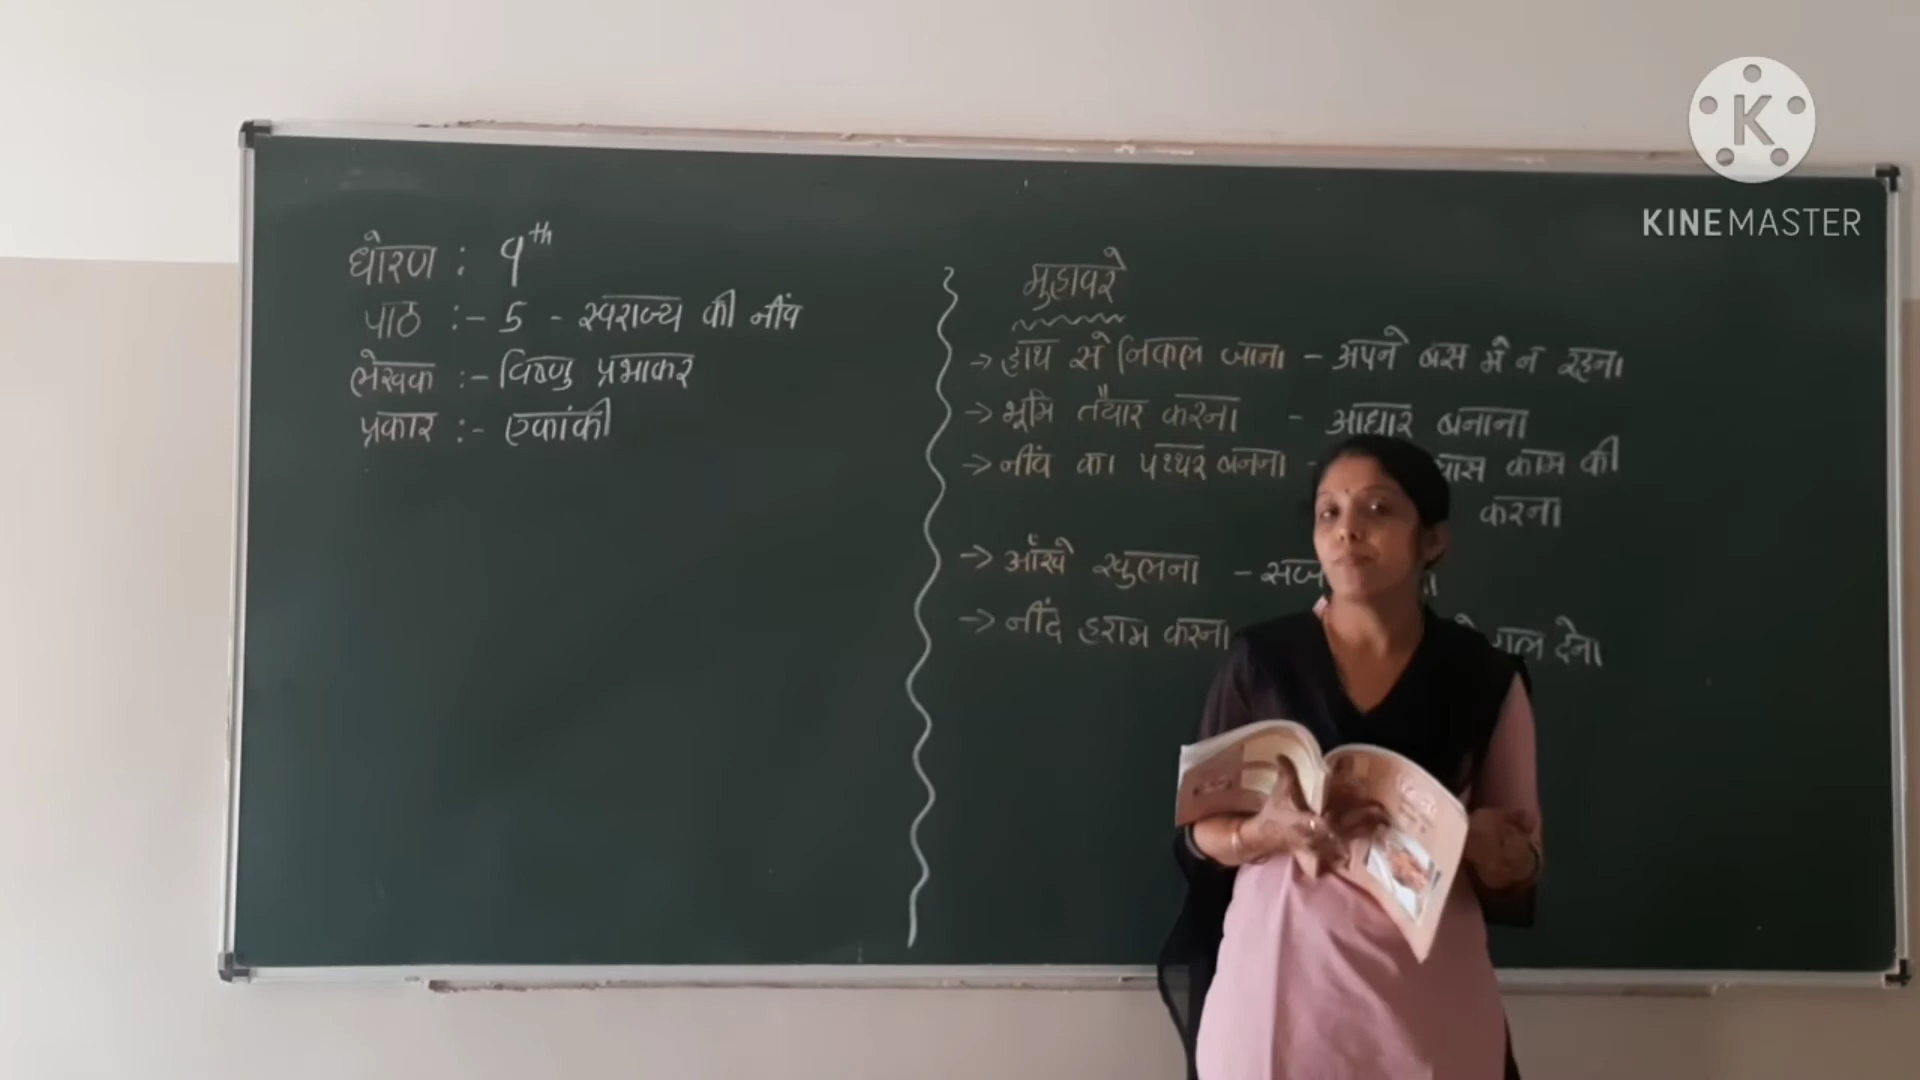 धोरण : 9th
पाठ :- 5 - स्वराज्य की नींव
लेखक :- विष्णु प्रभाकर
प्रकार :- एकांकी
मुहावरे
→ हाथ से निकल जाना - अपने बस में न रहना
→ भूमि तैयार करना - आधार बनाना
→ नींव का पथ्थर बनना - काम की
करना
→ आँखे खुलना -
→ नींद हराम करना देना
KINEMASTER